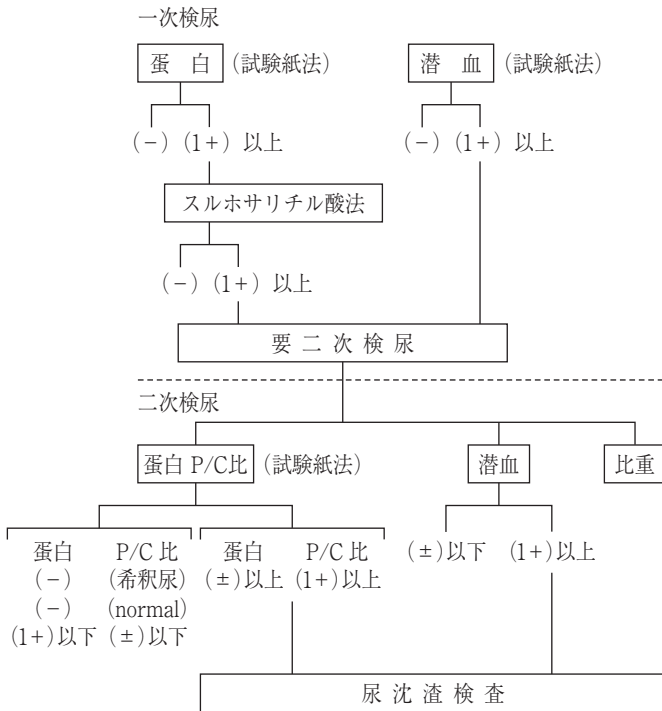 一次検尿
蛋 白 (試験紙法) 潜 血 (試験紙法)
(-) (1+) 以上 (-) (1+) 以上
スルホサリチル酸法
(-) (1+) 以上
要 二 次 検 尿
二次検尿
蛋白 P/C比 (試験紙法) 潜血 比重
蛋白 P/C 比 蛋白 P/C 比 (±)以下 (1+)以上
(-) (希釈尿) (±)以上 (1+)以上
(-) (normal)
(1+)以下 (±)以下
尿 沈 渣 検 査